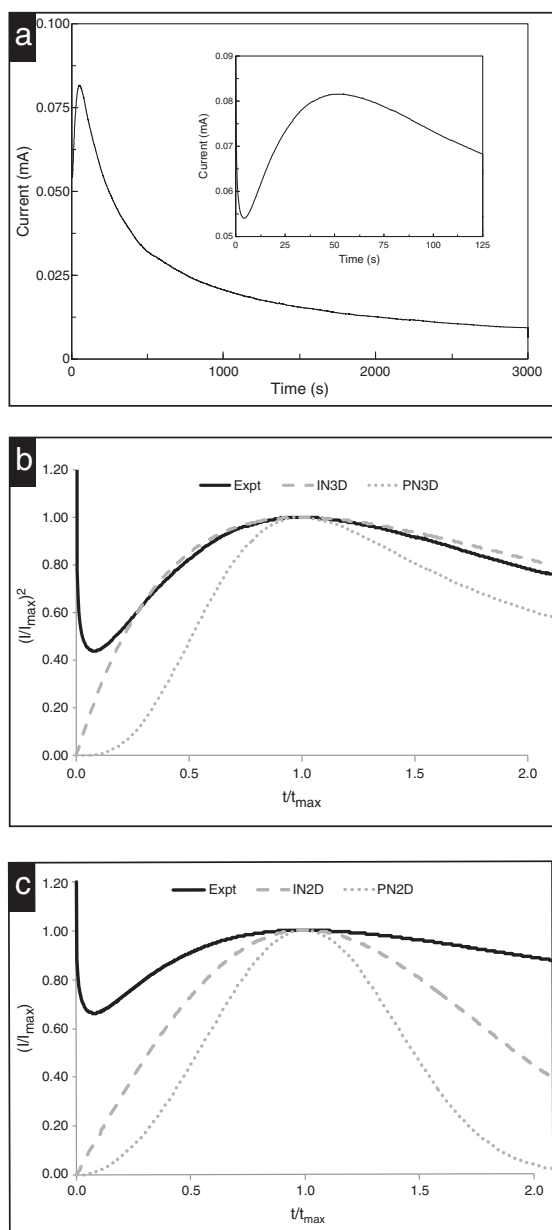 a
0.100
0.075
0.050
0.025
0
Current (mA)
0
1000
2000
3000
Time (s)
0.09
0.08
0.07
0.06
0.05
Current (mA)
0
25
50
75
100
125
Time (s)
b
1.20
1.00
0.80
0.60
0.40
0.20
0.00
(I/Imax)2
Expt
IN3D
PN3D
0.0
0.5
1.0
1.5
2.0
t/tmax
c
1.20
1.00
0.80
0.60
0.40
0.20
0.00
(I/Imax)
Expt
IN2D
PN2D
0.0
0.5
1.0
1.5
2.0
t/tmax